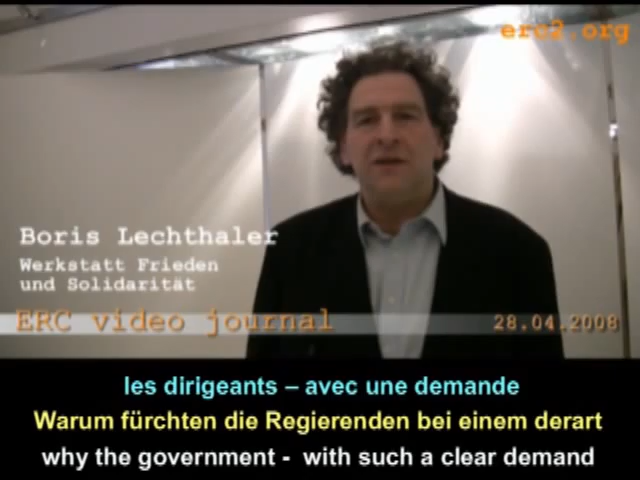 erc2.org
Boris Lechthaler
Werkstatt Frieden
und Solidarität
ERC video journal
28.04.2008
les dirigeants – avec une demande
Warum fürchten die Regierenden bei einem derart
why the government - with such a clear demand